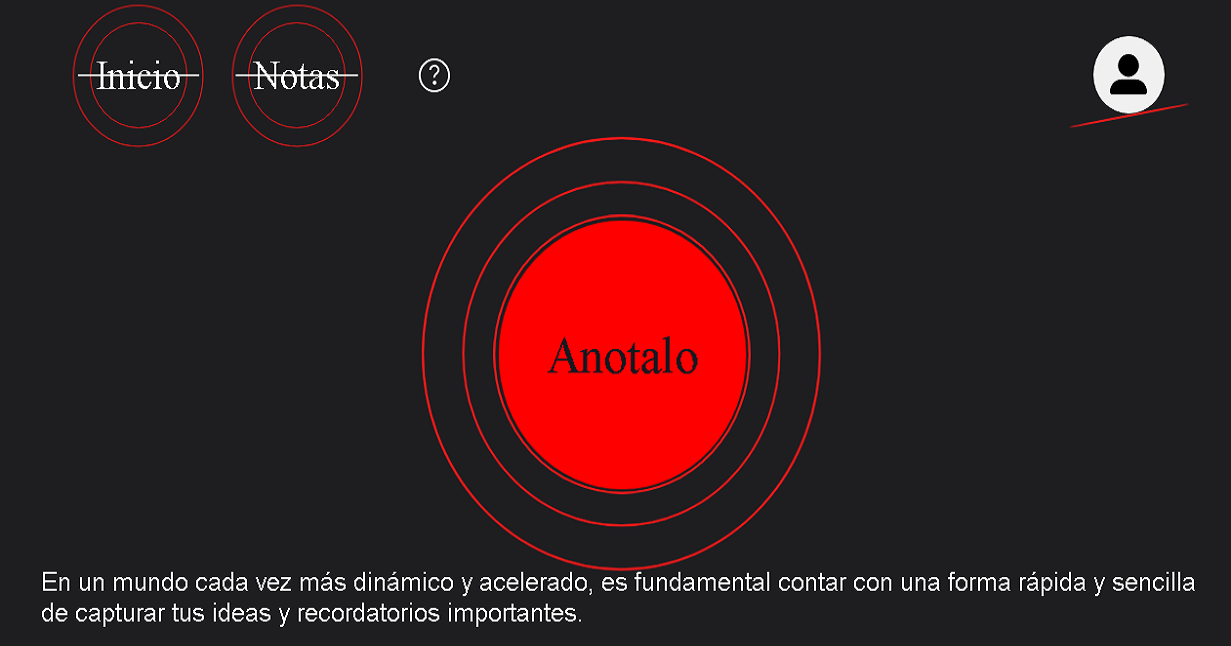 Inicio
Notas
?
Anotalo
En un mundo cada vez más dinámico y acelerado, es fundamental contar con una forma rápida y sencilla
de capturar tus ideas y recordatorios importantes.